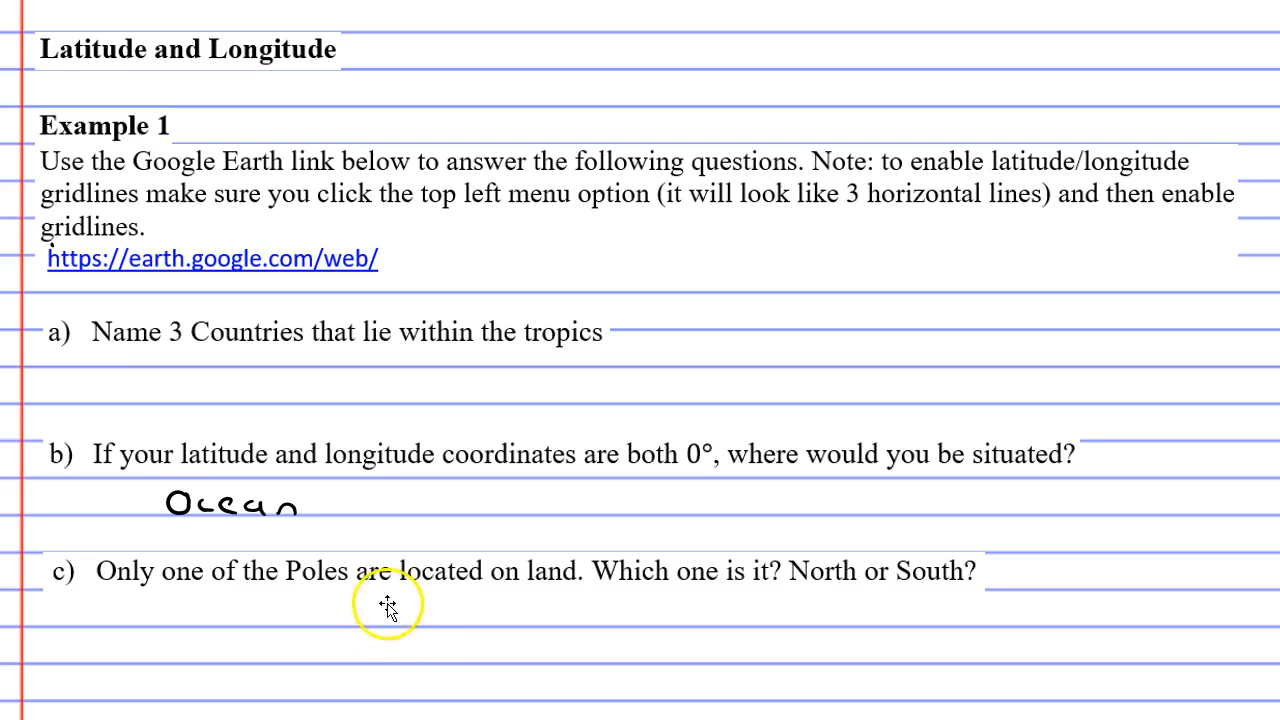 Latitude and Longitude
Example 1
Use the Google Earth link below to answer the following questions. Note: to enable latitude/longitude
gridlines make sure you click the top left menu option (it will look like 3 horizontal lines) and then enable
gridlines.
https://earth.google.com/web/
a) Name 3 Countries that lie within the tropics
b) If your latitude and longitude coordinates are both 0°, where would you be situated?
Ocean
c) Only one of the Poles are located on land. Which one is it? North or South?